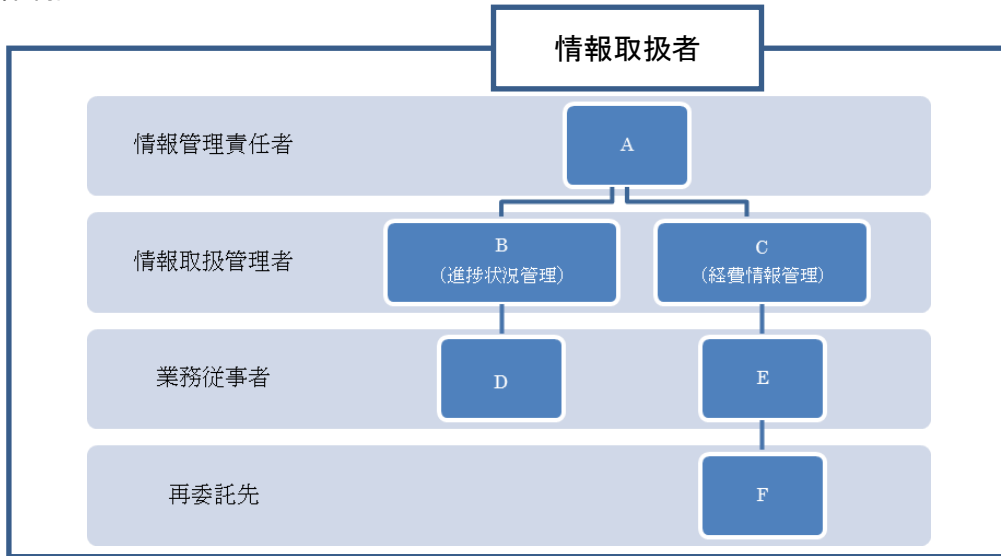 情報取扱者
情報管理責任者
A
情報取扱管理者
B
(進捗状況管理)
C
(経費情報管理)
業務従事者
D
E
再委託先
F